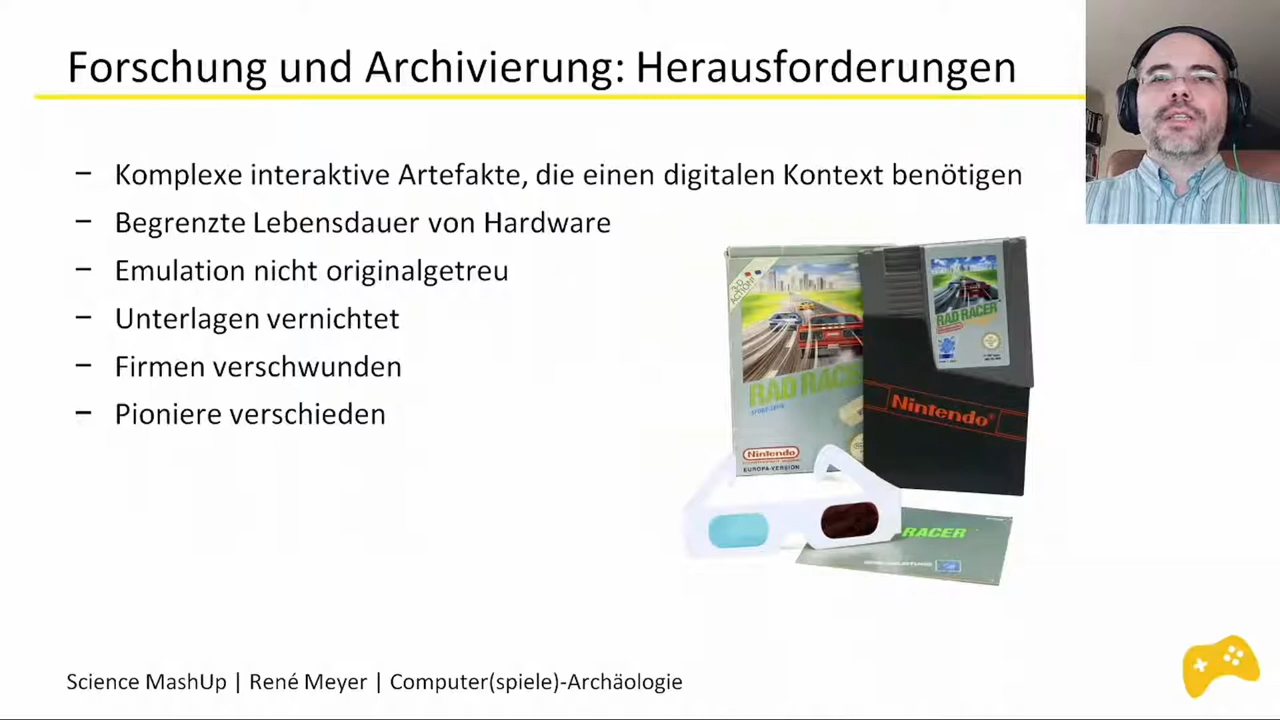 Forschung und Archivierung: Herausforderungen
– Komplexe interaktive Artefakte, die einen digitalen Kontext benötigen
– Begrenzte Lebensdauer von Hardware
– Emulation nicht originalgetreu
– Unterlagen vernichtet
– Firmen verschwunden
– Pioniere verschieden
RAD RACER
RAD RACE
Nintendo
EUROPA-VERSION
Nintendo
RACER
Science MashUp | René Meyer | Computer(spiele)-Archäologie